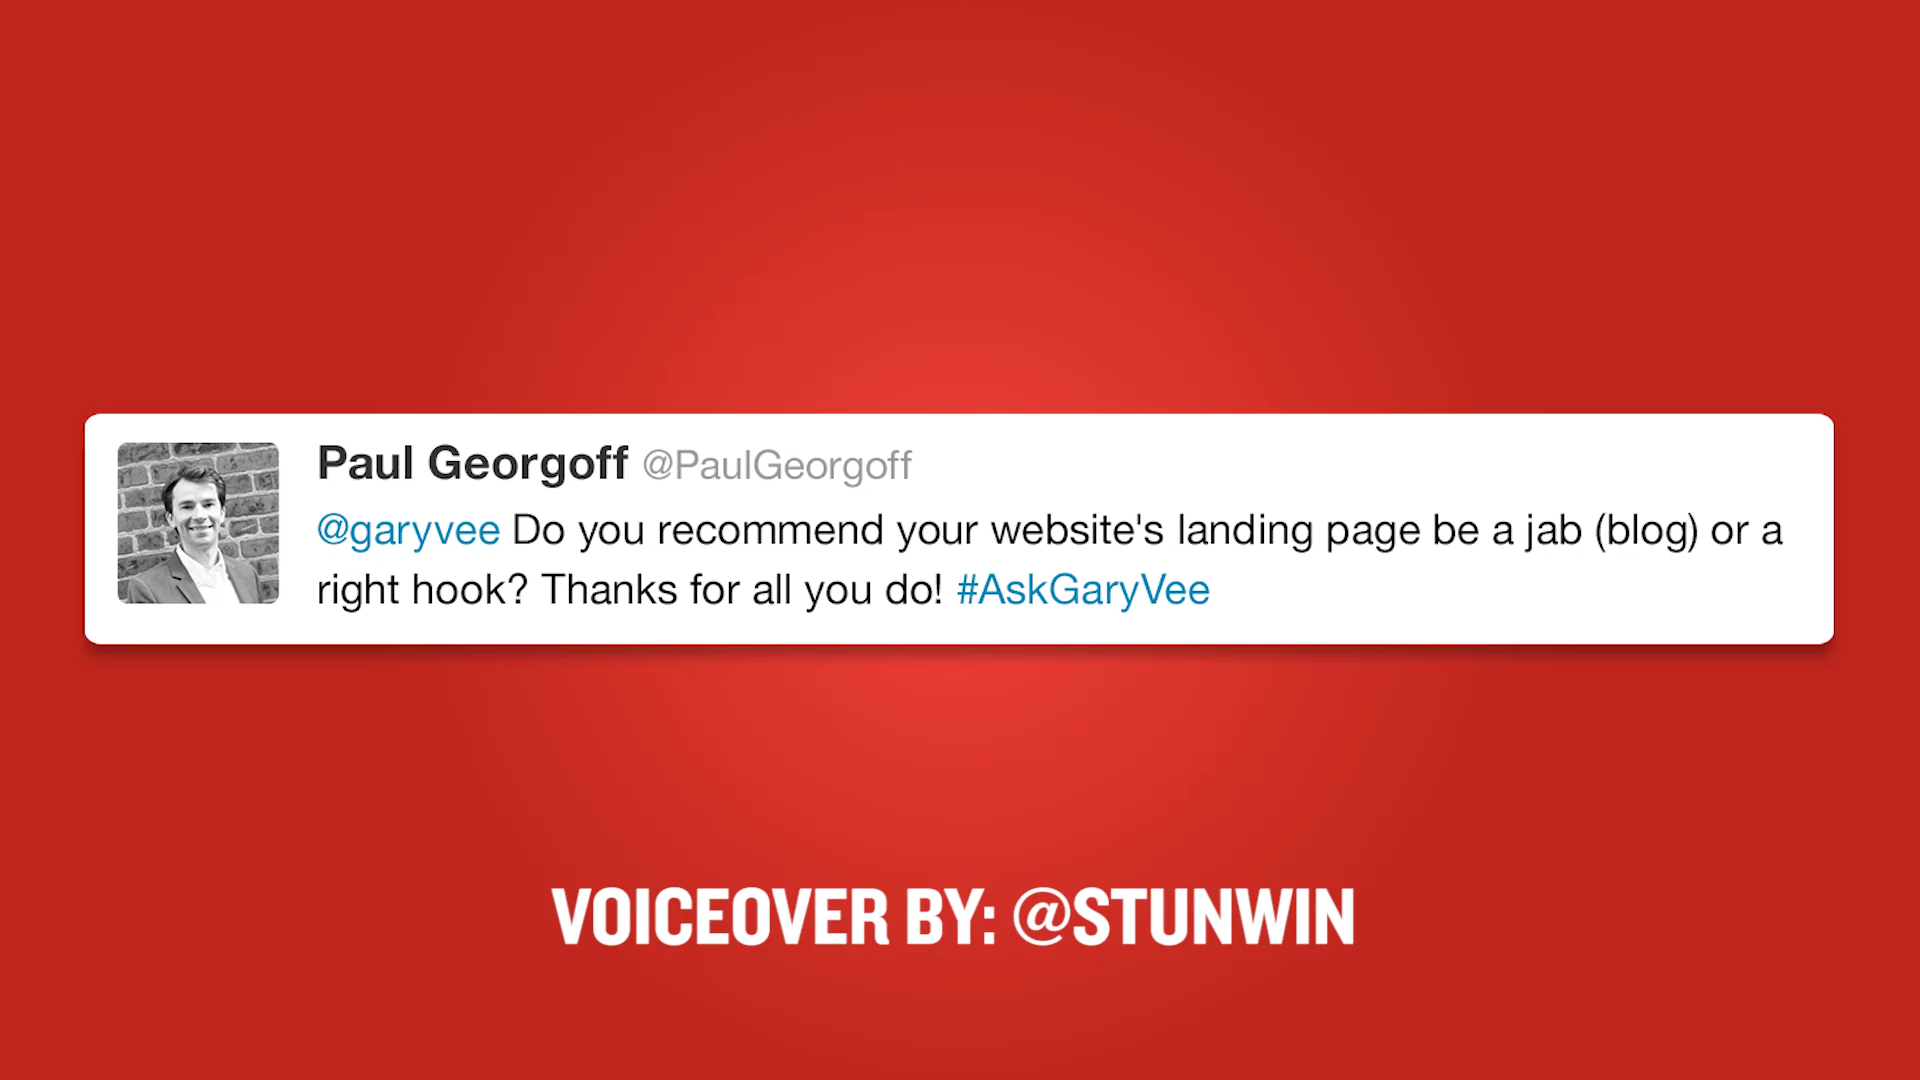 Paul Georgoff @PaulGeorgoff
@garyvee Do you recommend your website's landing page be a jab (blog) or a
right hook? Thanks for all you do! #AskGaryVee
VOICEOVER BY: @STUNWIN